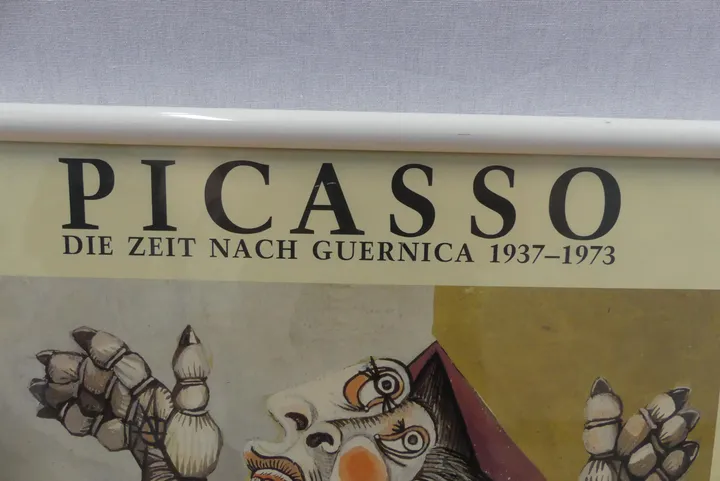 PICASSO
DIE ZEIT NACH GUERNICA 1937–1973